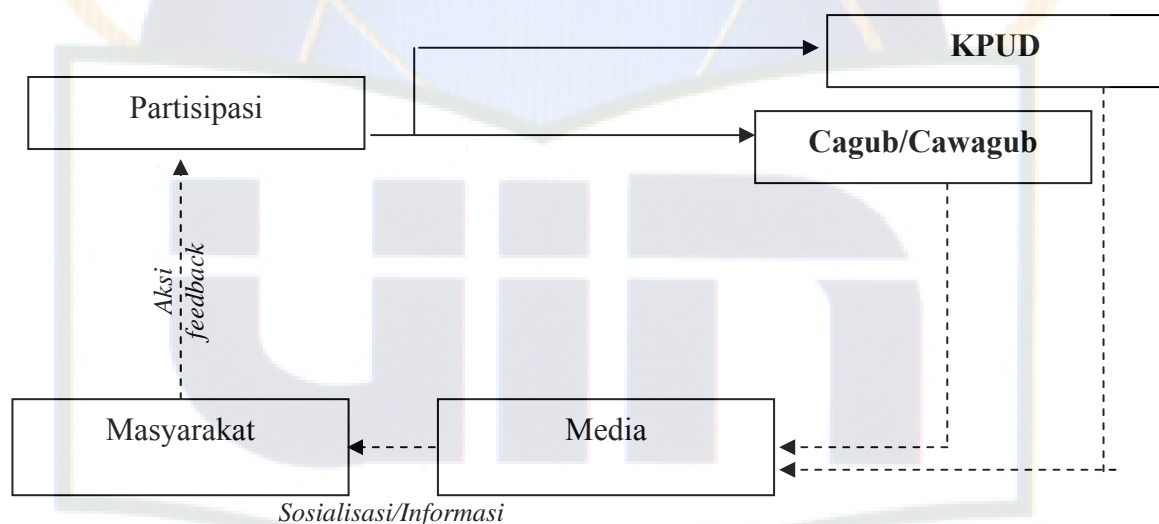 KPUD
Partisipasi
Cagub/Cawagub
Aksi
feedback
Masyarakat
Media
Sosialisasi/Informasi